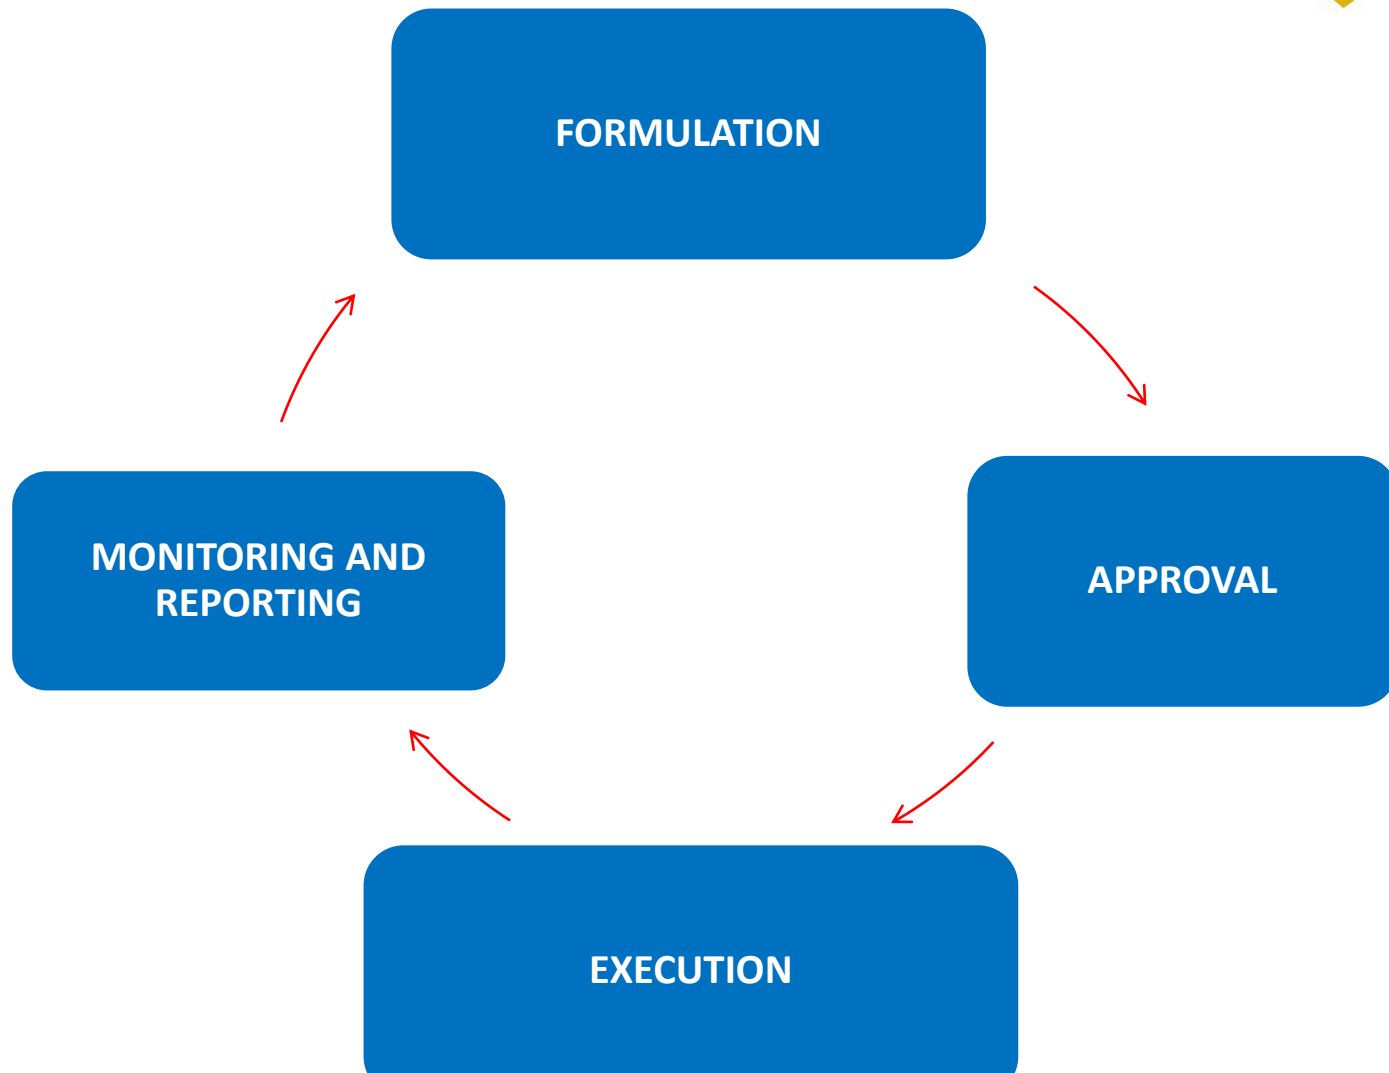 FORMULATION
MONITORING AND
REPORTING
APPROVAL
EXECUTION